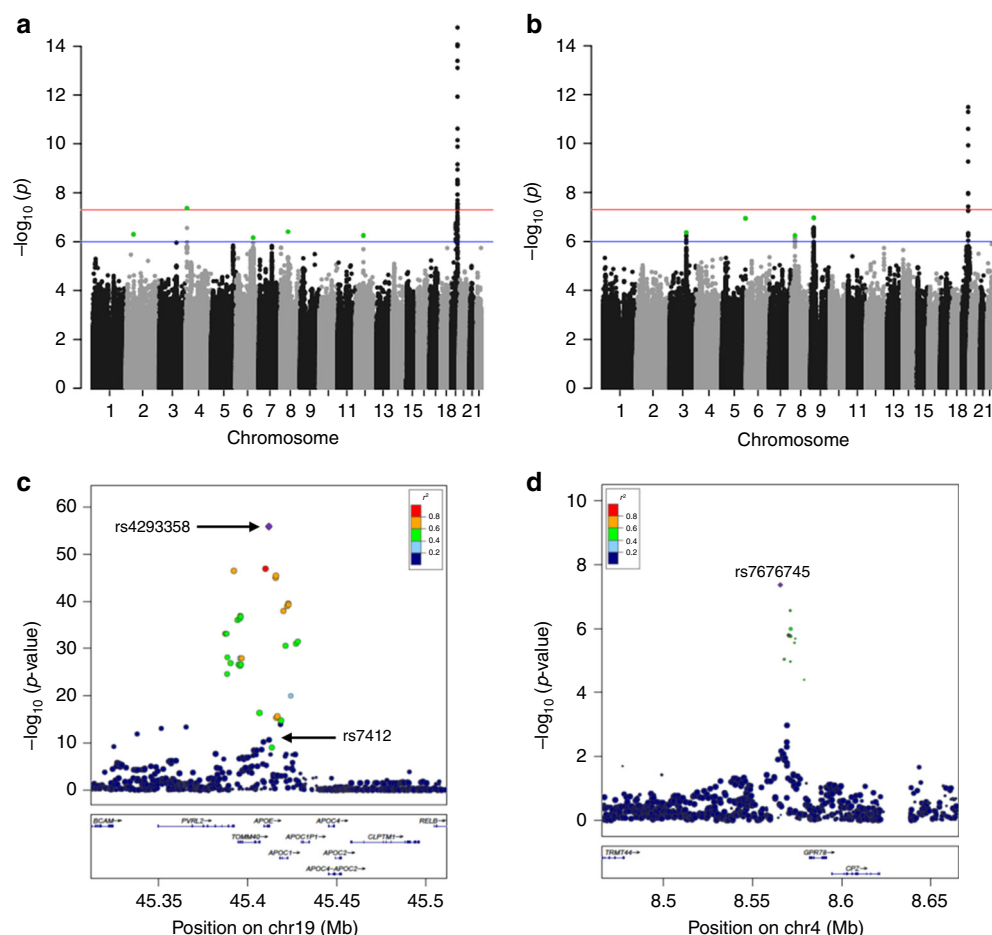 a
14
12
10
8
6
4
2
0
–log10 (p)
1 2 3 4 5 6 7 8 9 11 13 15 18 21
Chromosome
b
14
12
10
8
6
4
2
0
–log10 (p)
1 2 3 4 5 6 7 8 9 11 13 15 18 21
Chromosome
c
60
50
40
30
20
10
0
–log10 (p-value)
rs4293358
rs7412
r2
0.8
0.6
0.4
0.2
BCAM PVRL2 APOE APOC4 RELB
TOMM40 APOC1P1 CLPTM1
APOC1 APOC2
APOC4-APOC2
45.35 45.4 45.45 45.5
Position on chr19 (Mb)
d
10
8
6
4
2
0
–log10 (p-value)
r2
0.8
0.6
0.4
0.2
rs7676745
TRMT44 GPR78
CPZ
8.5 8.55 8.6 8.65
Position on chr4 (Mb)